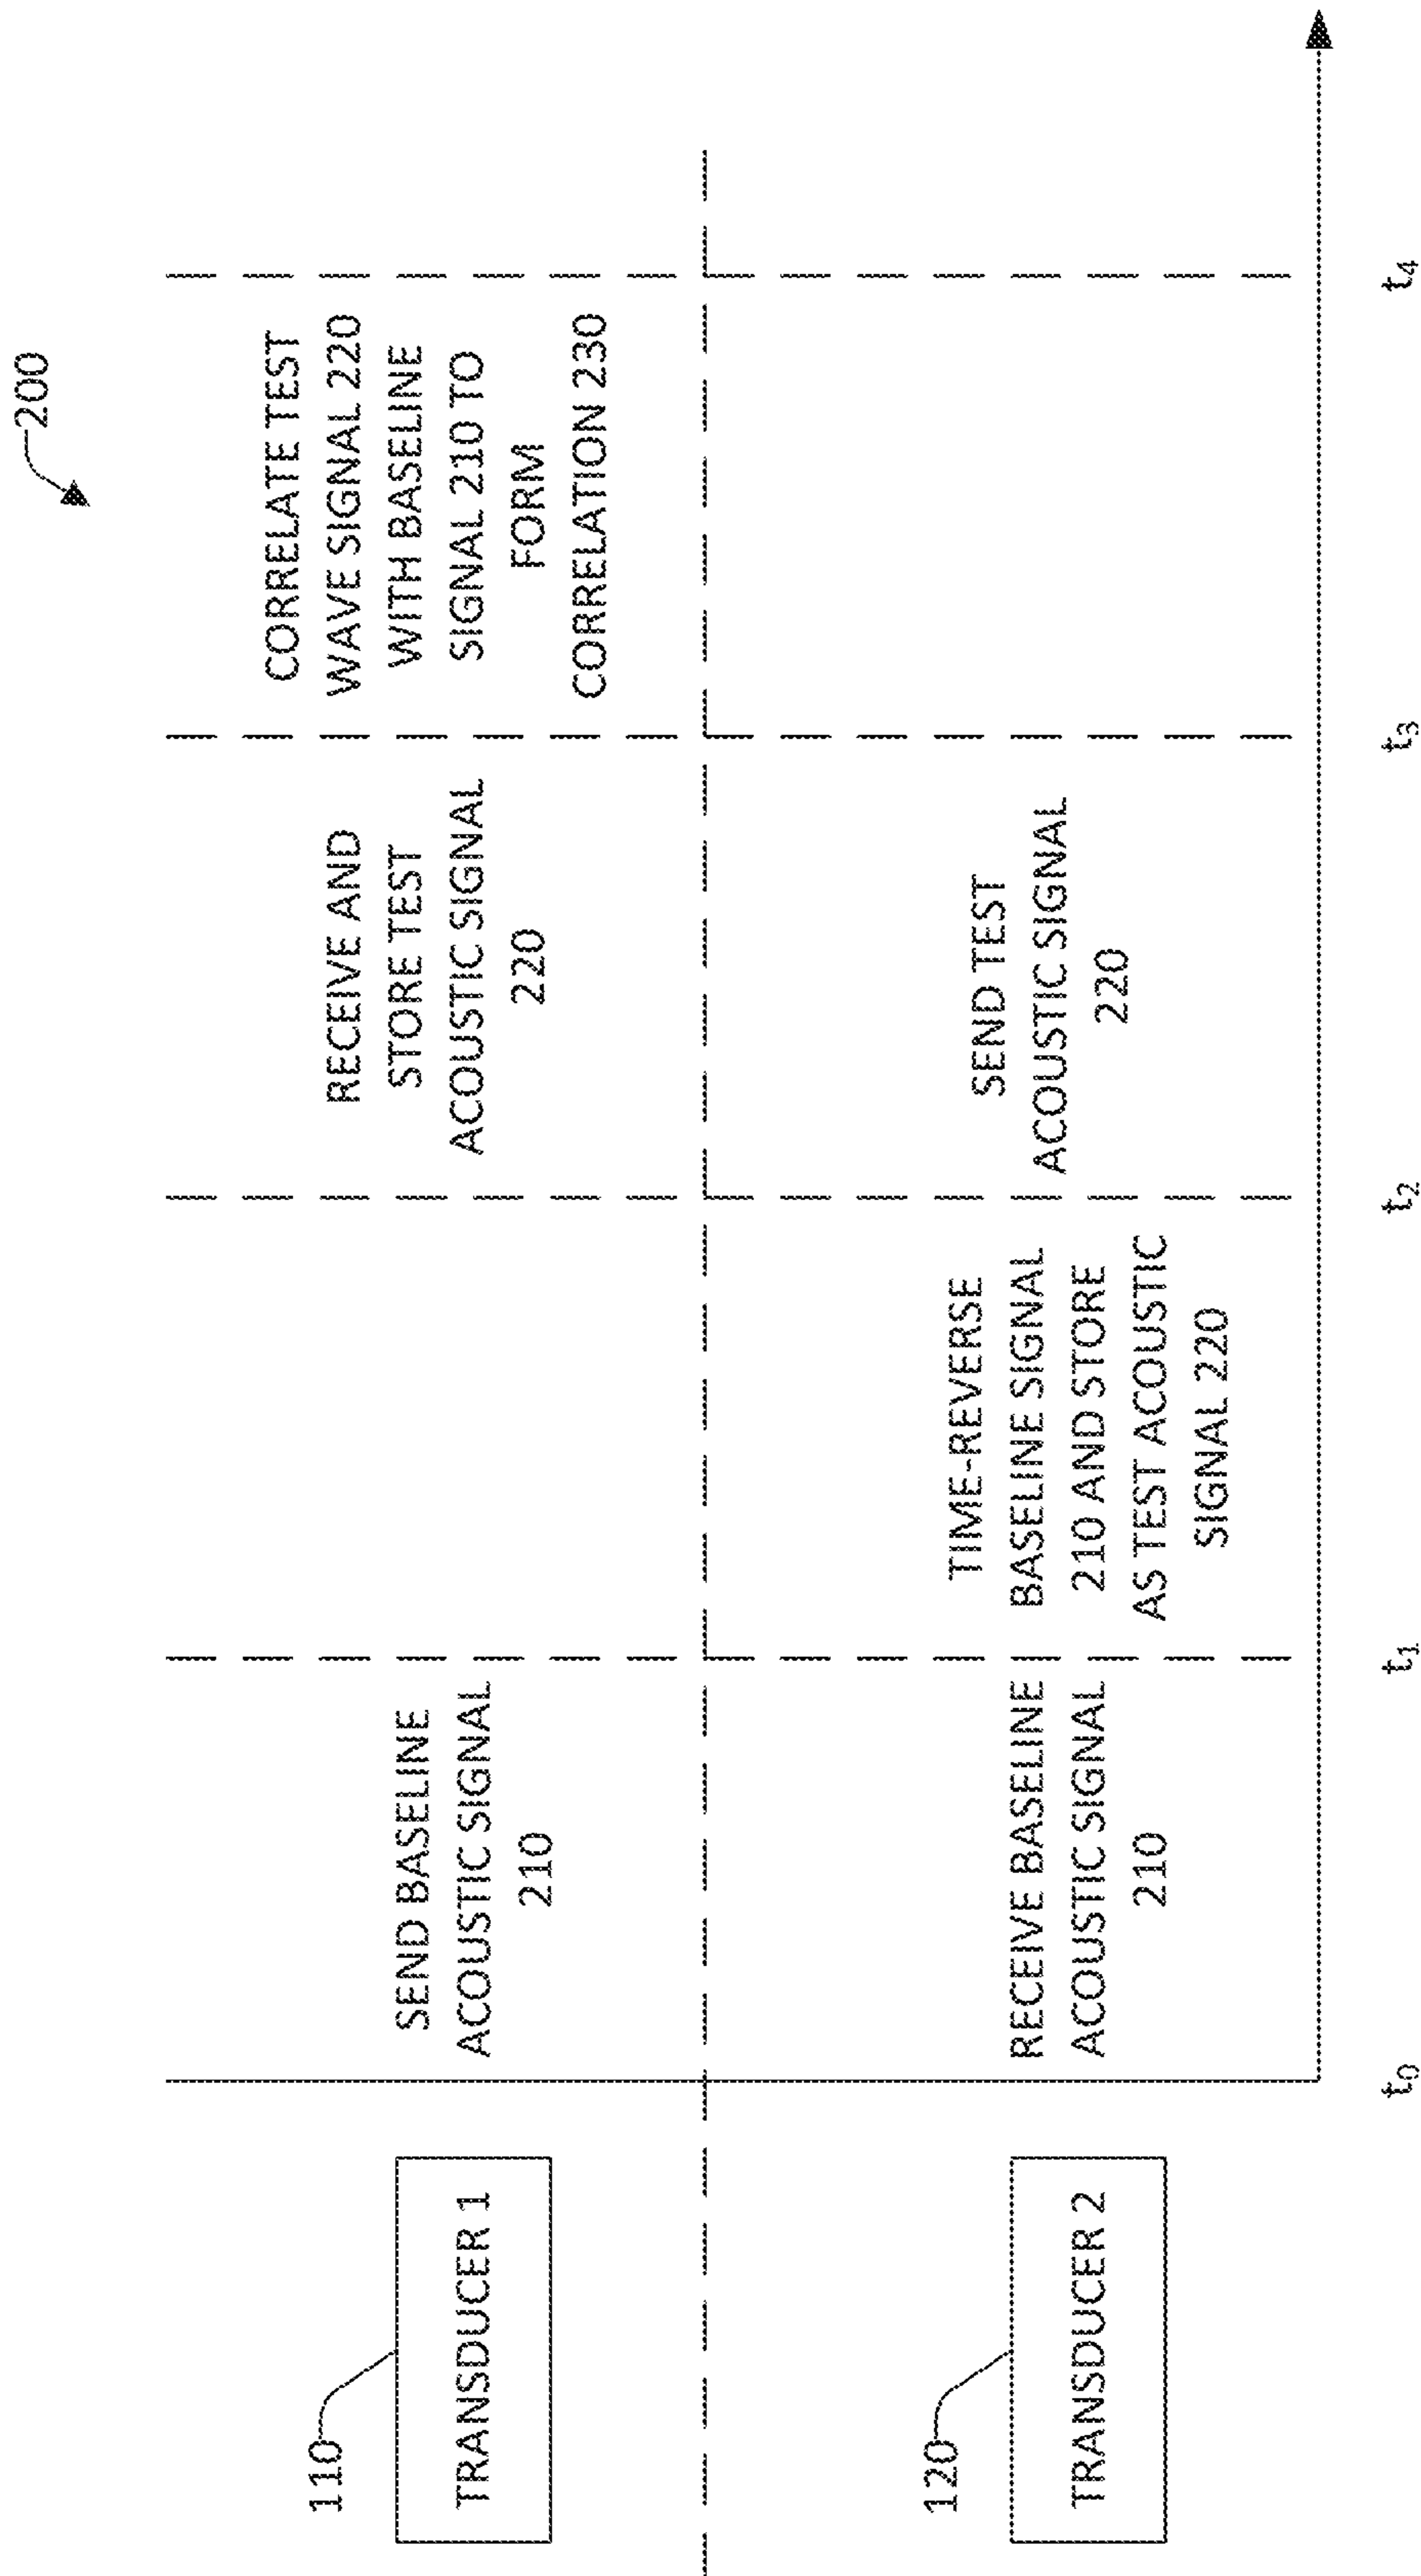 200
110
TRANSDUCER 1
SEND BASELINE
ACOUSTIC SIGNAL
210
RECEIVE AND
STORE TEST
ACOUSTIC SIGNAL
220
CORRELATE TEST
WAVE SIGNAL 220
WITH BASELINE
SIGNAL 210 TO
FORM
CORRELATION 230
120
TRANSDUCER 2
RECEIVE BASELINE
ACOUSTIC SIGNAL
210
TIME-REVERSE
BASELINE SIGNAL
210 AND STORE
AS TEST ACOUSTIC
SIGNAL 220
SEND TEST
ACOUSTIC SIGNAL
220
t₀
t₁
t₂
t₃
t₄